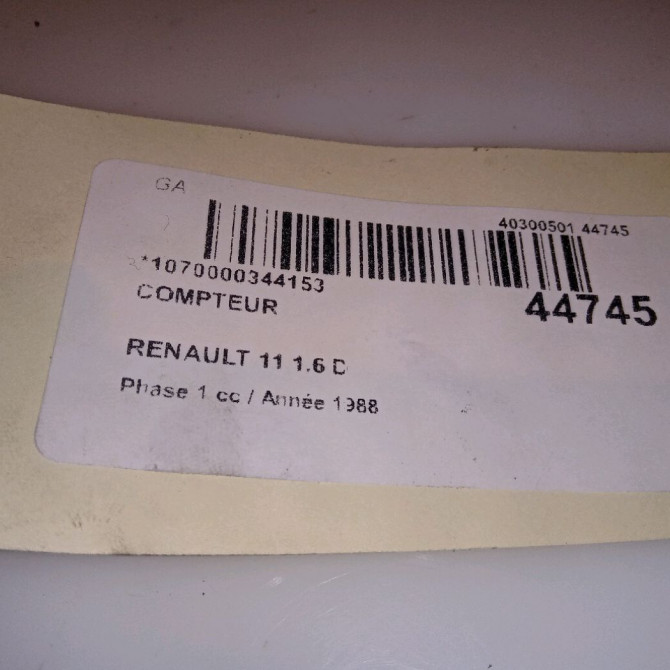 GA
40300501 44745
*1070000344153
44745
COMPTEUR
RENAULT 11 1.6 D
Phase 1 cc / Année 1988